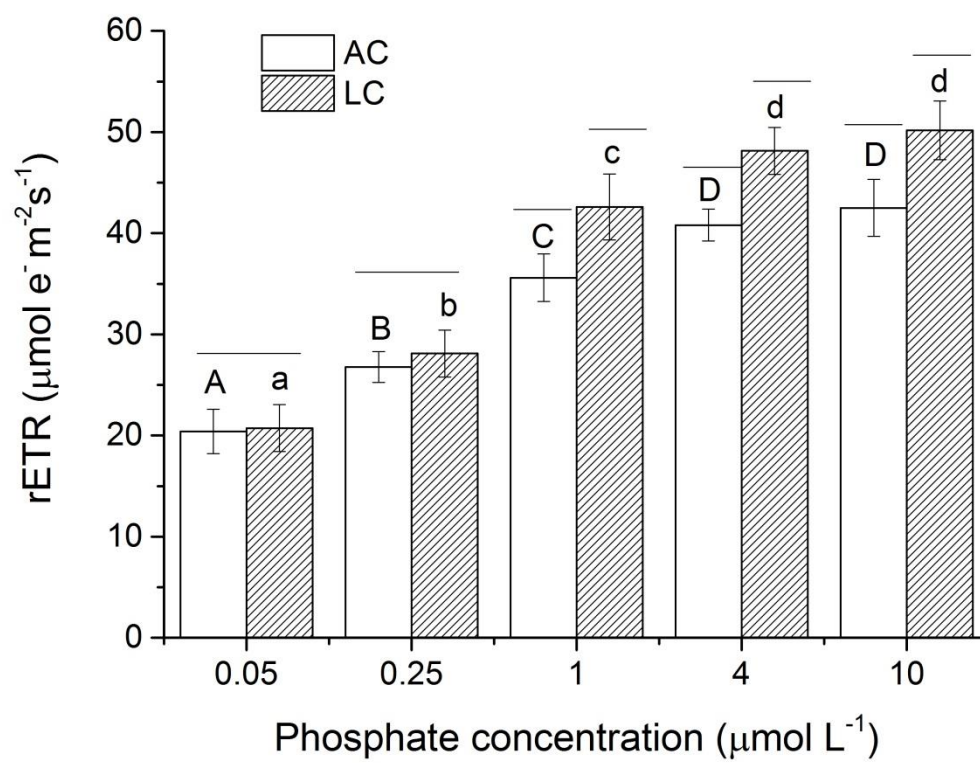 60
50
40
30
20
10
0
rETR (μmol e⁻ m⁻²s⁻¹)
AC
LC
A a
B b
C c
D d
D d
0.05 0.25 1 4 10
Phosphate concentration (μmol L⁻¹)